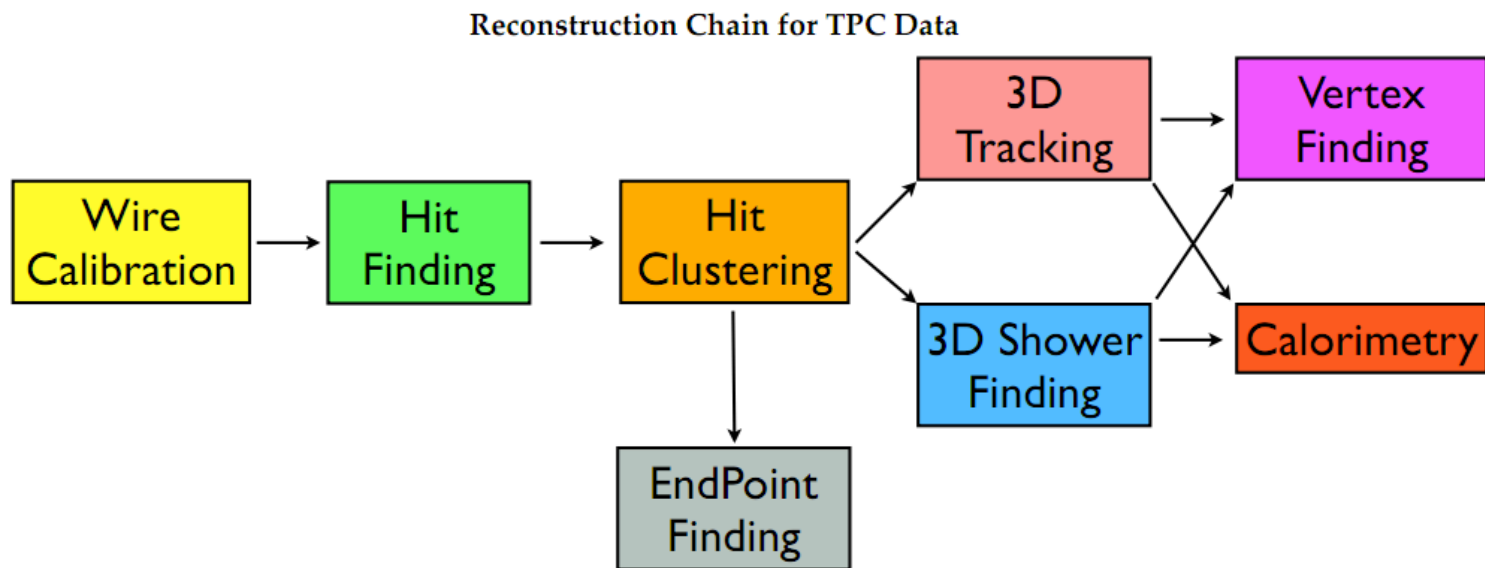 Reconstruction Chain for TPC Data
Wire
Calibration
Hit
Finding
Hit
Clustering
3D
Tracking
Vertex
Finding
3D Shower
Finding
Calorimetry
EndPoint
Finding